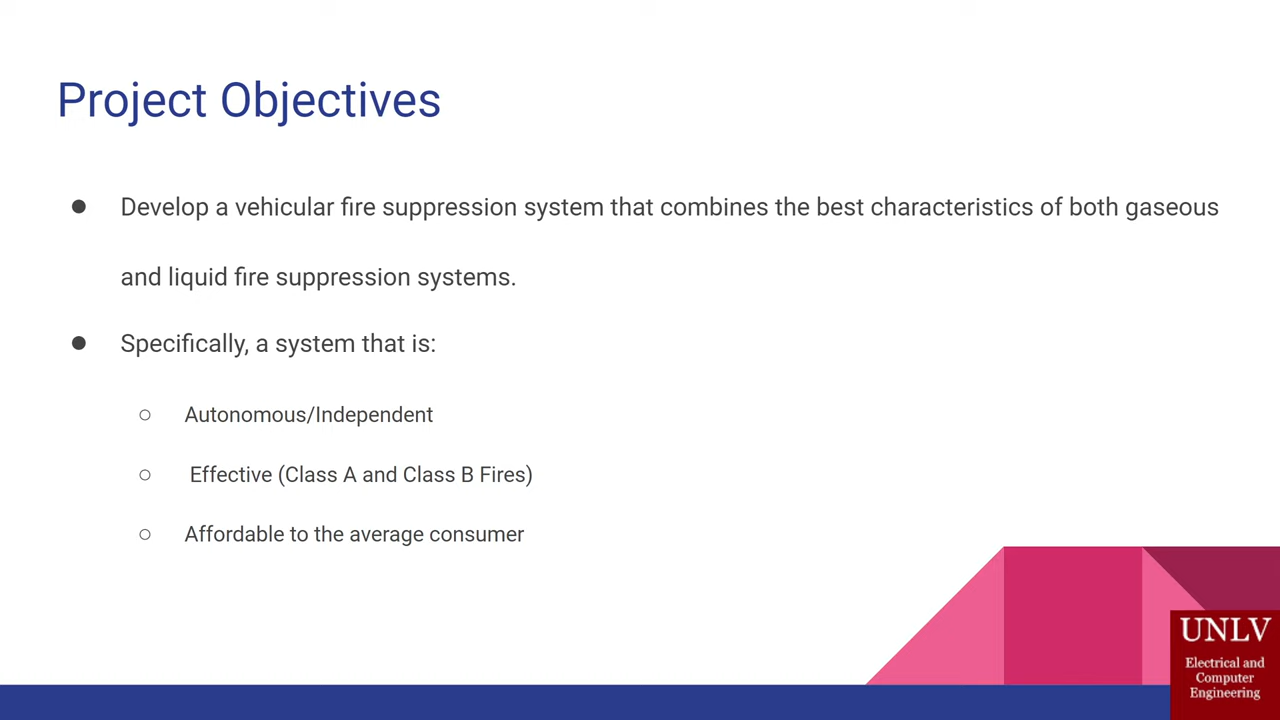 Project Objectives
● Develop a vehicular fire suppression system that combines the best characteristics of both gaseous
and liquid fire suppression systems.
● Specifically, a system that is:
○ Autonomous/Independent
○ Effective (Class A and Class B Fires)
○ Affordable to the average consumer
UNLV
Electrical and
Computer
Engineering